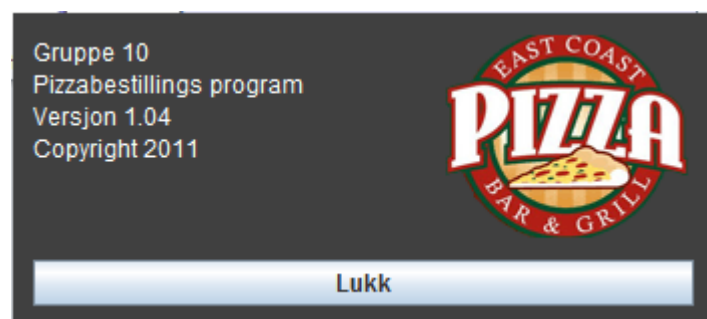 Gruppe 10
Pizzabestillings program
Versjon 1.04
Copyright 2011
EAST COAST
PIZZA
BAR & GRILL
Lukk